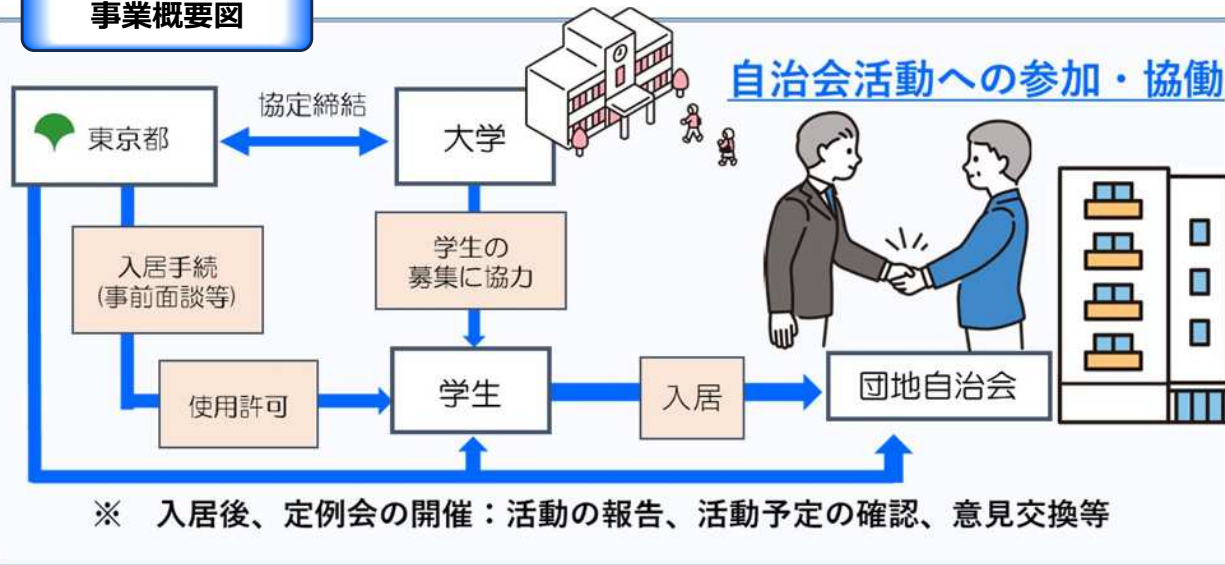 事業概要図
自治会活動への参加・協働
協定締結
東京都
大学
入居手続
(事前面談等)
学生の
募集に協力
使用許可
学生
入居
団地自治会
※　入居後、定例会の開催：活動の報告、活動予定の確認、意見交換等